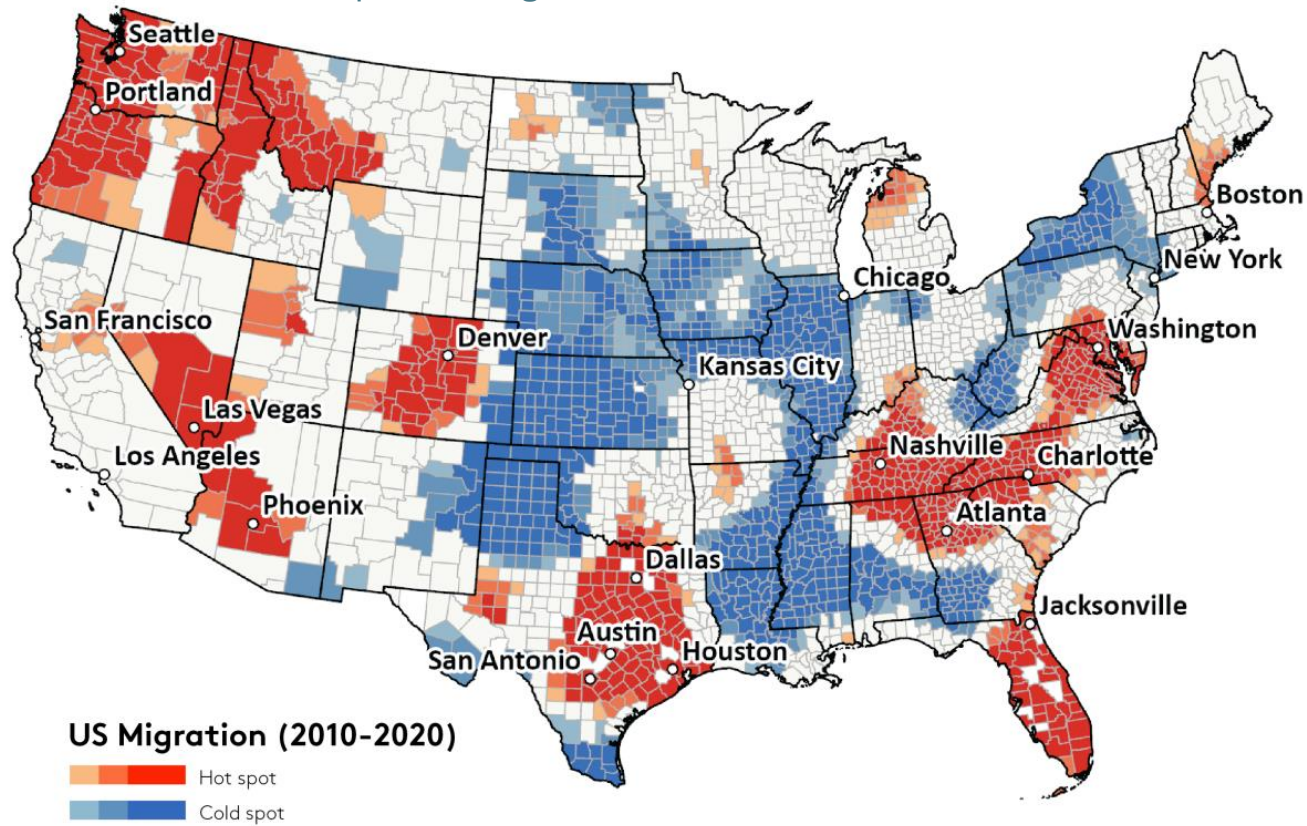 Seattle
Portland
Boston
New York
Chicago
San Francisco
Washington
Denver
Kansas City
Las Vegas
Nashville
Charlotte
Los Angeles
Phoenix
Atlanta
Dallas
Jacksonville
Austin
Houston
San Antonio
US Migration (2010-2020)
Hot spot
Cold spot